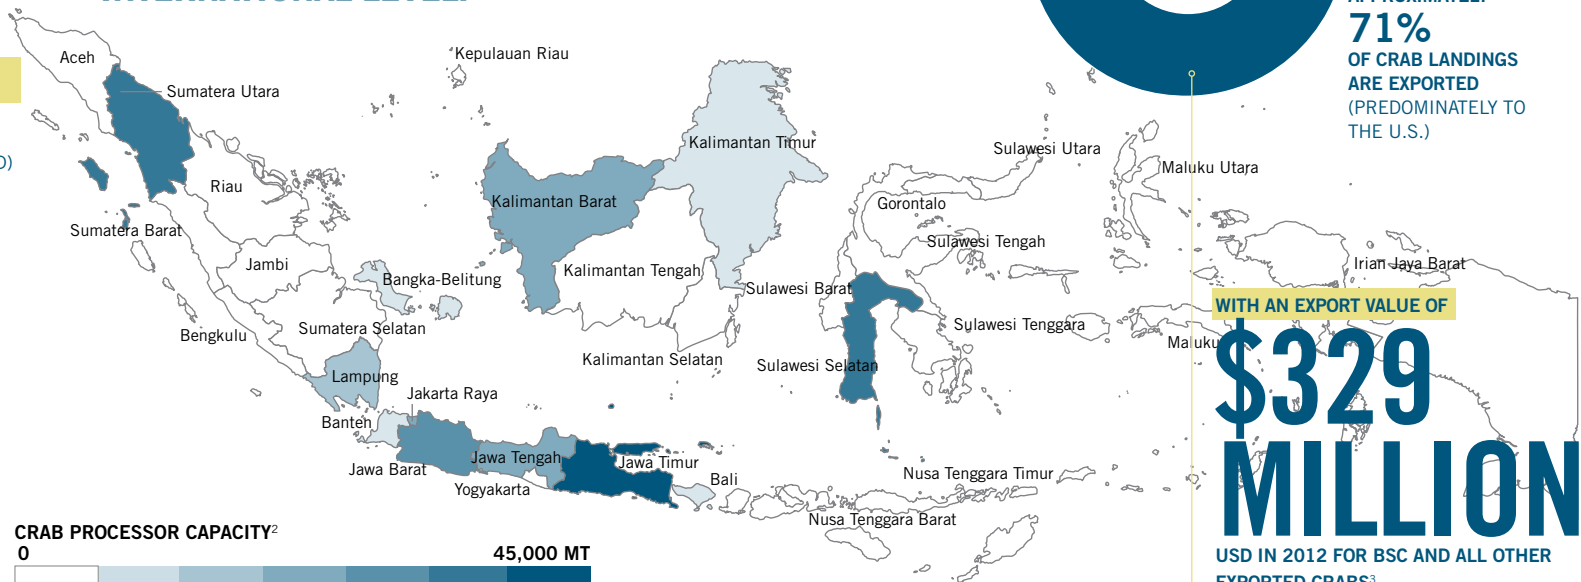 71%
OF CRAB LANDINGS
ARE EXPORTED
(PREDOMINATELY TO
THE U.S.)
Aceh
Kepulauan Riau
Sumatera Utara
Kalimantan Timur
Sulawesi Utara
Maluku Utara
Riau
Kalimantan Barat
Gorontalo
Sumatera Barat
Sulawesi Tengah
Jambi
Kalimantan Tengah
Irian Jaya Barat
Bangka-Belitung
Sulawesi Barat
WITH AN EXPORT VALUE OF
$329
MILLION
USD IN 2012 FOR BSC AND ALL OTHER
EXPORTED CRABS3
Bengkulu
Sumatera Selatan
Sulawesi Tenggara
Maluku
Kalimantan Selatan
Sulawesi Selatan
Lampung
Jakarta Raya
Banten
Jawa Barat
Jawa Tengah
Jawa Timur
Yogyakarta
Bali
Nusa Tenggara Timur
Nusa Tenggara Barat
CRAB PROCESSOR CAPACITY2
0 45,000 MT